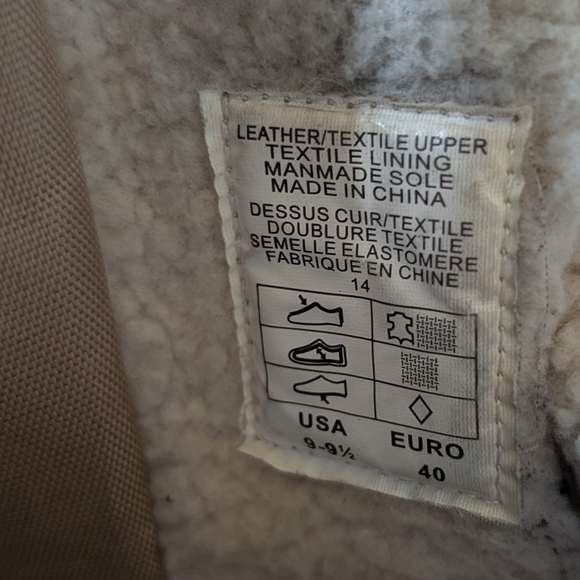 LEATHER/TEXTILE UPPER
TEXTILE LINING
MANMADE SOLE
MADE IN CHINA
DESSUS CUIR/TEXTILE
DOUBLURE TEXTILE
SEMELLE ELASTOMERE
FABRIQUE EN CHINE
14
USA EURO
9-9½ 40